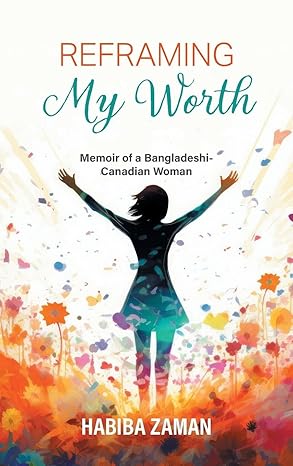 REFRAMING
My Worth
Memoir of a Bangladeshi-
Canadian Woman
HABIBA ZAMAN